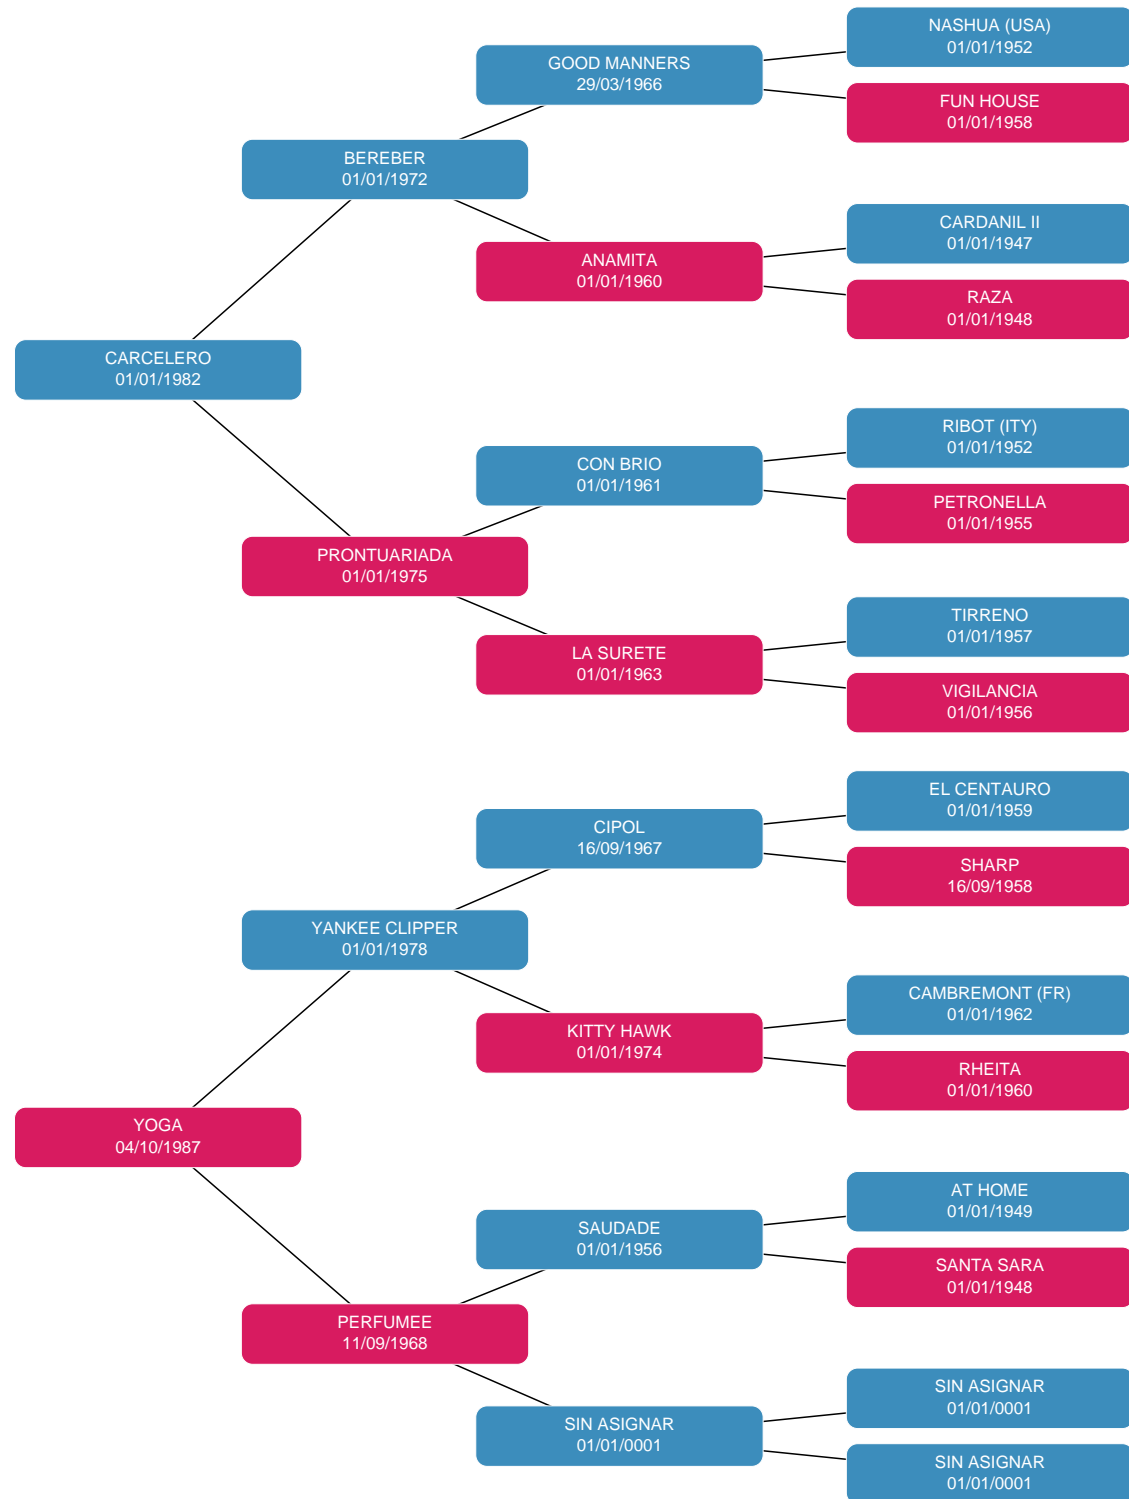 NASHUA (USA)
01/01/1952
GOOD MANNERS
29/03/1966
FUN HOUSE
01/01/1958
BEREBER
01/01/1972
CARDANIL II
01/01/1947
ANAMITA
01/01/1960
RAZA
01/01/1948
CARCELERO
01/01/1982
RIBOT (ITY)
01/01/1952
CON BRIO
01/01/1961
PETRONELLA
01/01/1955
PRONTUARIADA
01/01/1975
TIRRENO
01/01/1957
LA SURETE
01/01/1963
VIGILANCIA
01/01/1956
EL CENTAURO
01/01/1959
CIPOL
16/09/1967
SHARP
16/09/1958
YANKEE CLIPPER
01/01/1978
CAMBREMONT (FR)
01/01/1962
KITTY HAWK
01/01/1974
RHEITA
01/01/1960
YOGA
04/10/1987
AT HOME
01/01/1949
SAUDADE
01/01/1956
SANTA SARA
01/01/1948
PERFUMEE
11/09/1968
SIN ASIGNAR
01/01/0001
SIN ASIGNAR
01/01/0001
SIN ASIGNAR
01/01/0001